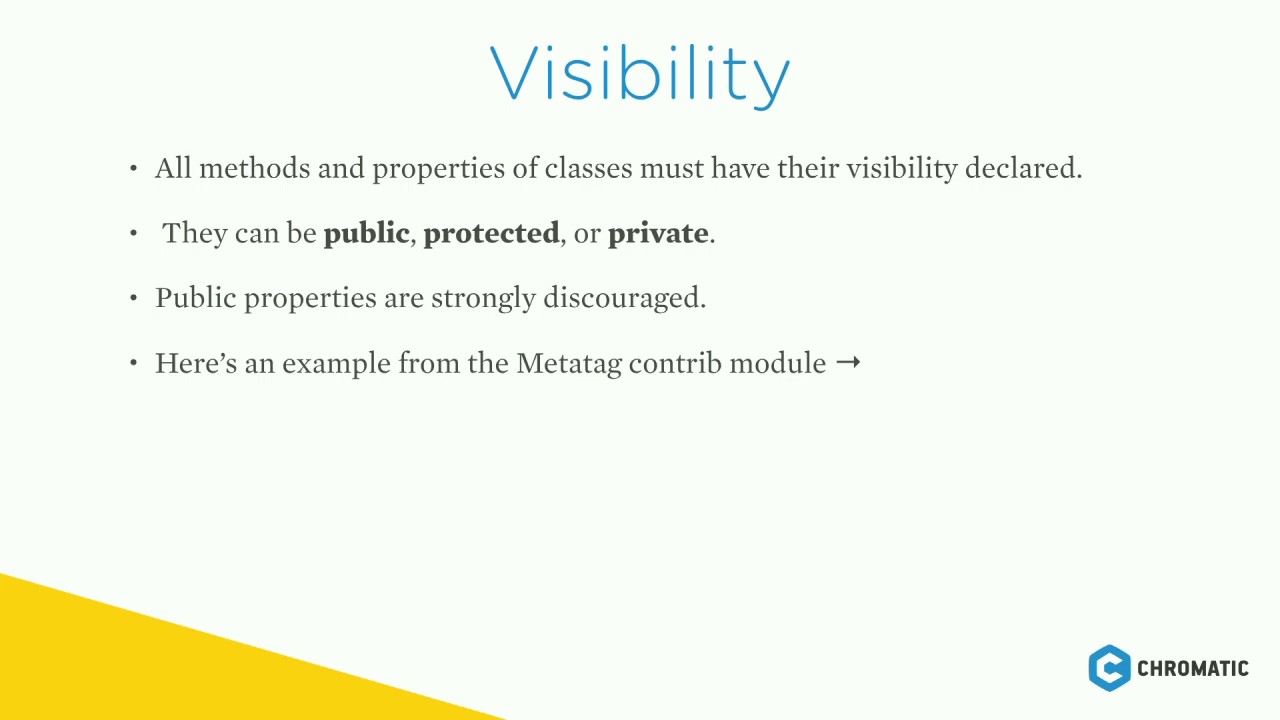 Visibility
• All methods and properties of classes must have their visibility declared.
• They can be public, protected, or private.
• Public properties are strongly discouraged.
• Here’s an example from the Metatag contrib module →
CHROMATIC